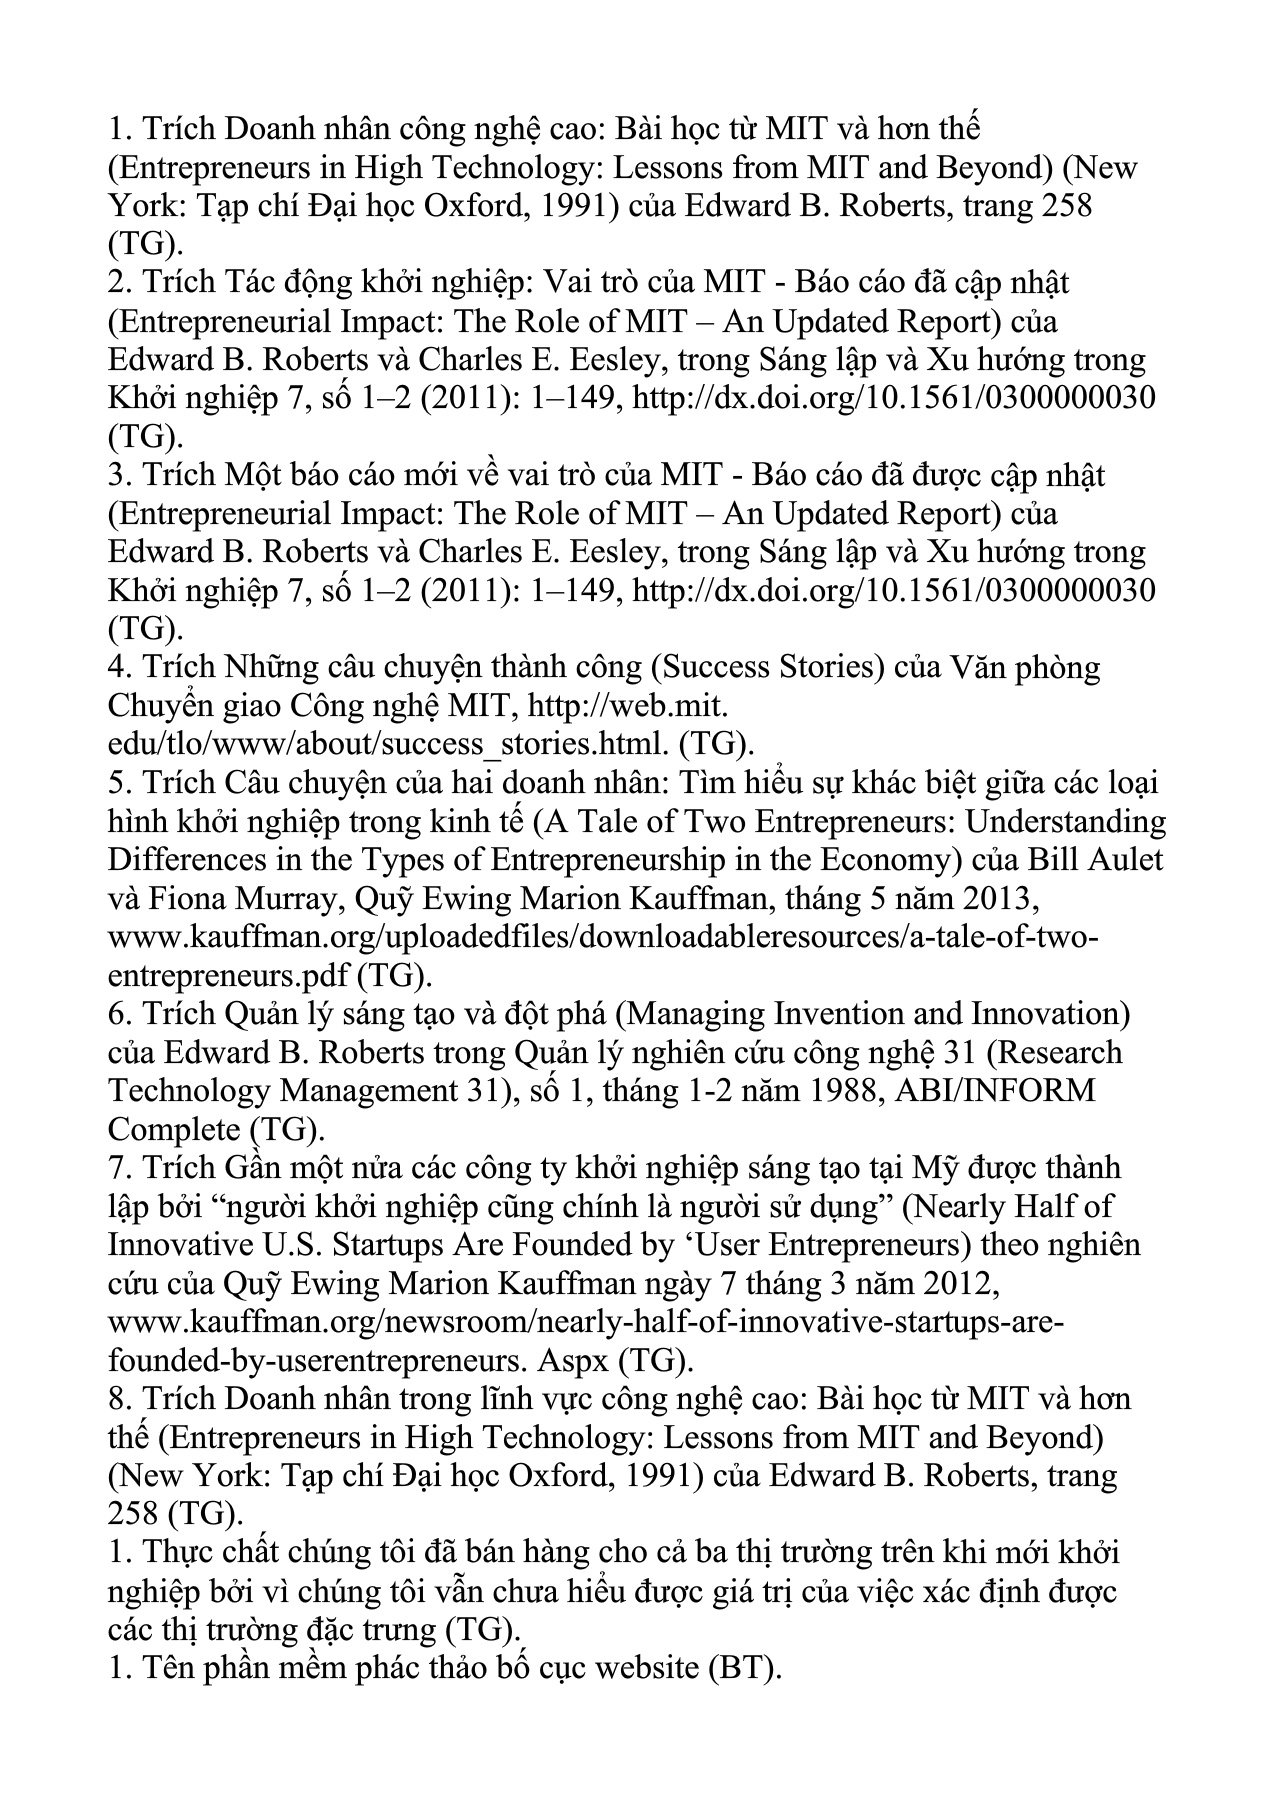 1. Trích Doanh nhân công nghệ cao: Bài học từ MIT và hơn thế
(Entrepreneurs in High Technology: Lessons from MIT and Beyond) (New
York: Tạp chí Đại học Oxford, 1991) của Edward B. Roberts, trang 258
(TG).
2. Trích Tác động khởi nghiệp: Vai trò của MIT - Báo cáo đã cập nhật
(Entrepreneurial Impact: The Role of MIT – An Updated Report) của
Edward B. Roberts và Charles E. Eesley, trong Sáng lập và Xu hướng trong
Khởi nghiệp 7, số 1–2 (2011): 1–149, http://dx.doi.org/10.1561/0300000030
(TG).
3. Trích Một báo cáo mới về vai trò của MIT - Báo cáo đã được cập nhật
(Entrepreneurial Impact: The Role of MIT – An Updated Report) của
Edward B. Roberts và Charles E. Eesley, trong Sáng lập và Xu hướng trong
Khởi nghiệp 7, số 1–2 (2011): 1–149, http://dx.doi.org/10.1561/0300000030
(TG).
4. Trích Những câu chuyện thành công (Success Stories) của Văn phòng
Chuyển giao Công nghệ MIT, http://web.mit.
edu/tlo/www/about/success_stories.html. (TG).
5. Trích Câu chuyện của hai doanh nhân: Tìm hiểu sự khác biệt giữa các loại
hình khởi nghiệp trong kinh tế (A Tale of Two Entrepreneurs: Understanding
Differences in the Types of Entrepreneurship in the Economy) của Bill Aulet
và Fiona Murray, Quỹ Ewing Marion Kauffman, tháng 5 năm 2013,
www.kauffman.org/uploadedfiles/downloadableresources/a-tale-of-two-
entrepreneurs.pdf (TG).
6. Trích Quản lý sáng tạo và đột phá (Managing Invention and Innovation)
của Edward B. Roberts trong Quản lý nghiên cứu công nghệ 31 (Research
Technology Management 31), số 1, tháng 1-2 năm 1988, ABI/INFORM
Complete (TG).
7. Trích Gần một nửa các công ty khởi nghiệp sáng tạo tại Mỹ được thành
lập bởi “người khởi nghiệp cũng chính là người sử dụng” (Nearly Half of
Innovative U.S. Startups Are Founded by ‘User Entrepreneurs) theo nghiên
cứu của Quỹ Ewing Marion Kauffman ngày 7 tháng 3 năm 2012,
www.kauffman.org/newsroom/nearly-half-of-innovative-startups-are-
founded-by-userentrepreneurs. Aspx (TG).
8. Trích Doanh nhân trong lĩnh vực công nghệ cao: Bài học từ MIT và hơn
thế (Entrepreneurs in High Technology: Lessons from MIT and Beyond)
(New York: Tạp chí Đại học Oxford, 1991) của Edward B. Roberts, trang
258 (TG).
1. Thực chất chúng tôi đã bán hàng cho cả ba thị trường trên khi mới khởi
nghiệp bởi vì chúng tôi vẫn chưa hiểu được giá trị của việc xác định được
các thị trường đặc trưng (TG).
1. Tên phần mềm phác thảo bố cục website (BT).